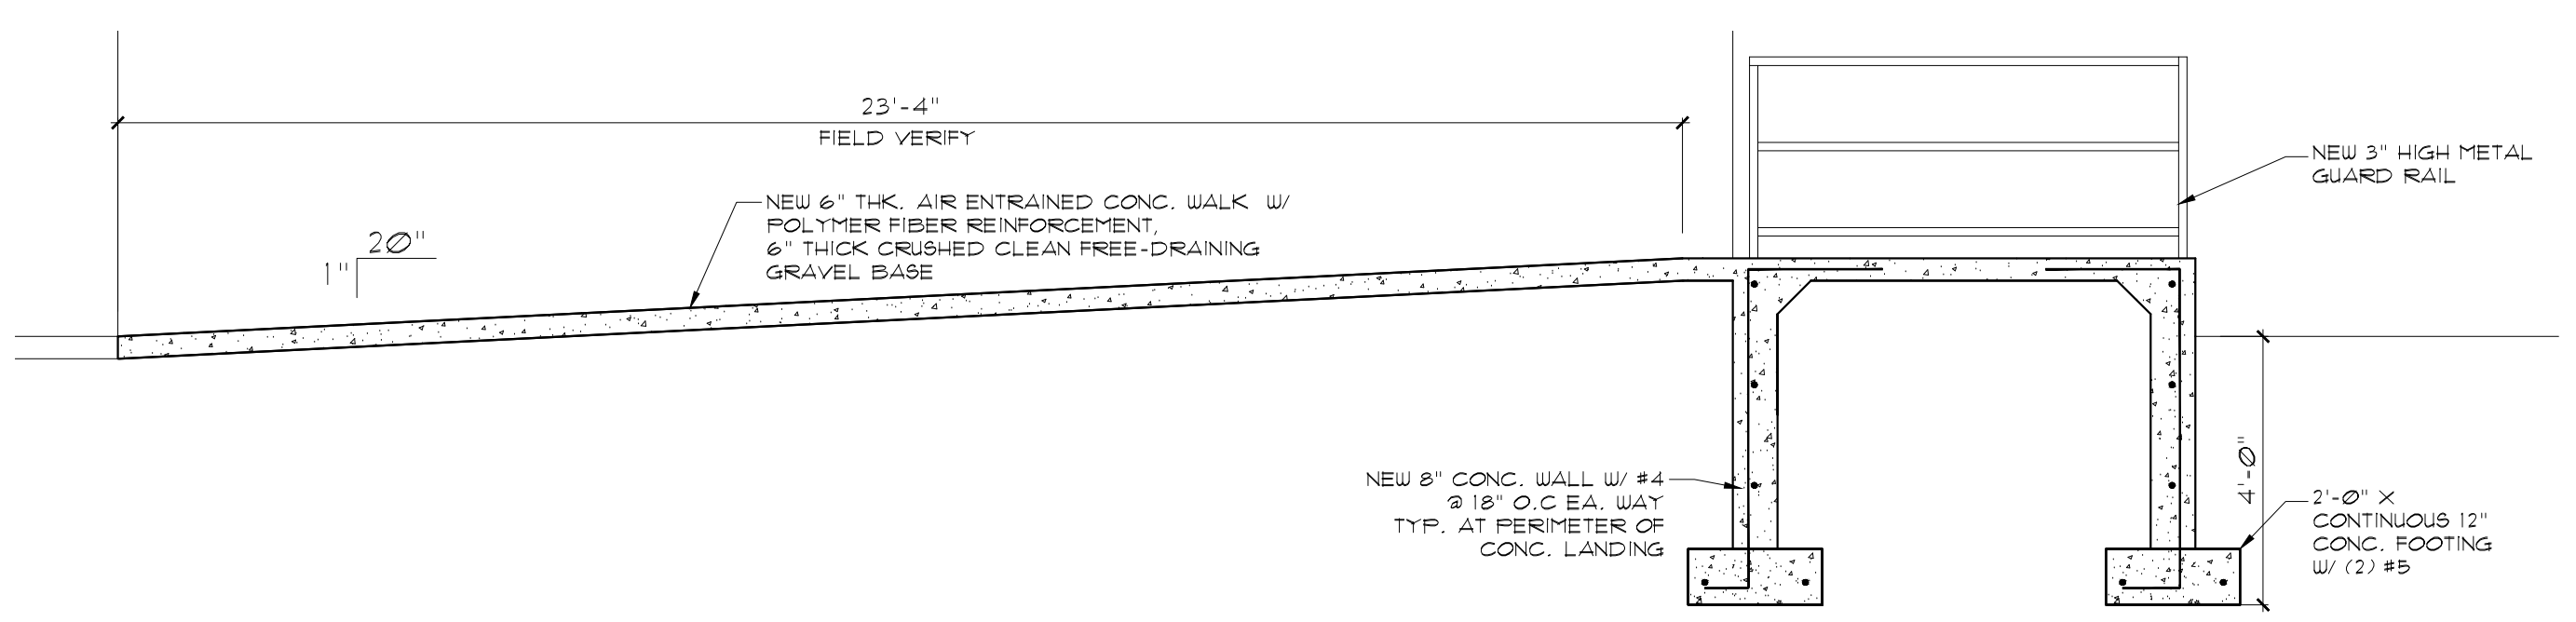 23'-4"
FIELD VERIFY
NEW 6" THK. AIR ENTRAINED CONC. WALK W/
POLYMER FIBER REINFORCEMENT,
6" THICK CRUSHED CLEAN FREE-DRAINING
GRAVEL BASE
20"
1"
NEW 3" HIGH METAL
GUARD RAIL
NEW 8" CONC. WALL W/ #4
@ 18" O.C EA. WAY
TYP. AT PERIMETER OF
CONC. LANDING
4'-0"
2'-0" X
CONTINUOUS 12"
CONC. FOOTING
W/ (2) #5